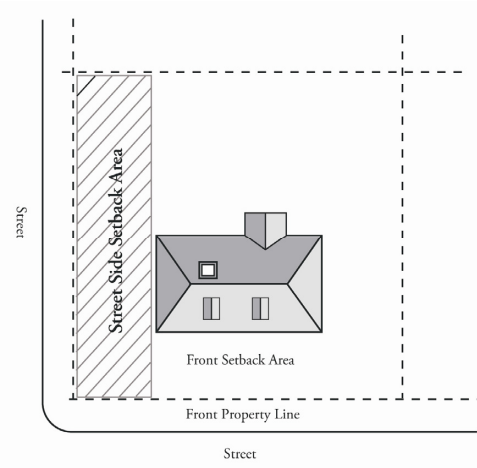 Street
Street Side Setback Area
Front Setback Area
Front Property Line
Street